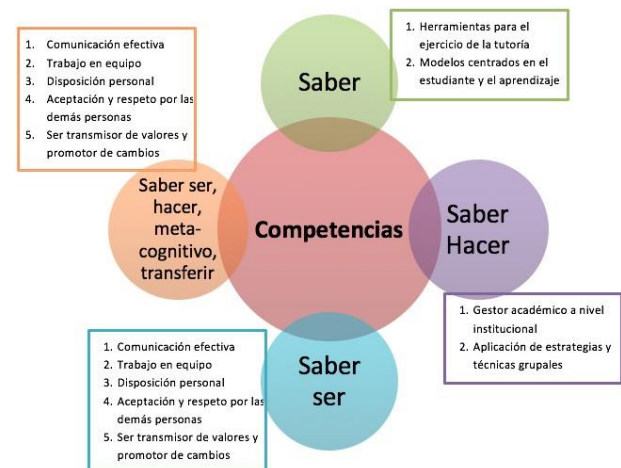 1. Comunicación efectiva
2. Trabajo en equipo
3. Disposición personal
4. Aceptación y respeto por las
demás personas
5. Ser transmisor de valores y
promotor de cambios
Saber
1. Herramientas para el
ejercicio de la tutoría
2. Modelos centrados en el
estudiante y el aprendizaje
Saber ser,
hacer,
meta-
cognitivo,
transferir
Competencias
Saber
Hacer
1. Gestor académico a nivel
institucional
2. Aplicación de estrategias y
técnicas grupales
1. Comunicación efectiva
2. Trabajo en equipo
3. Disposición personal
4. Aceptación y respeto por las
demás personas
5. Ser transmisor de valores y
promotor de cambios
Saber
ser